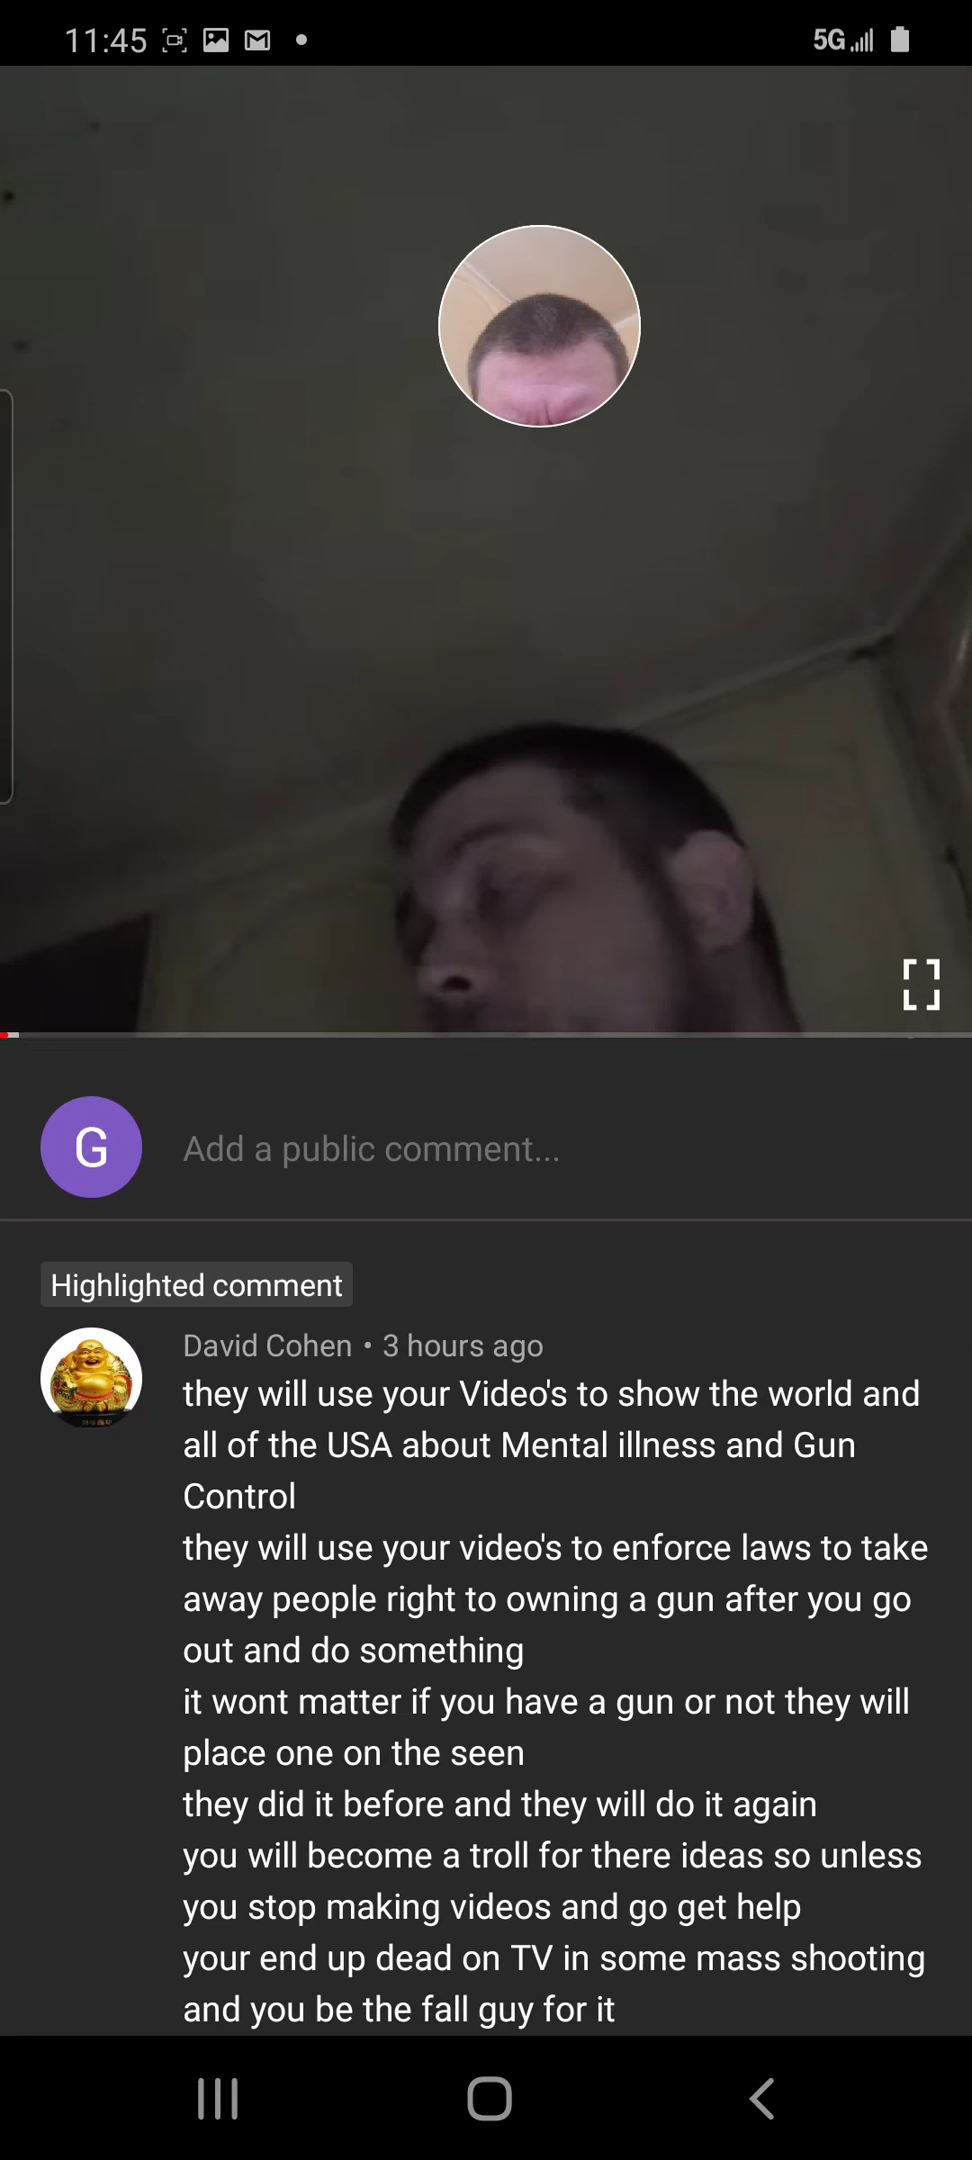 11:45
5G
G
Add a public comment...
Highlighted comment
David Cohen • 3 hours ago
they will use your Video's to show the world and
all of the USA about Mental illness and Gun
Control
they will use your video's to enforce laws to take
away people right to owning a gun after you go
out and do something
it wont matter if you have a gun or not they will
place one on the seen
they did it before and they will do it again
you will become a troll for there ideas so unless
you stop making videos and go get help
your end up dead on TV in some mass shooting
and you be the fall guy for it